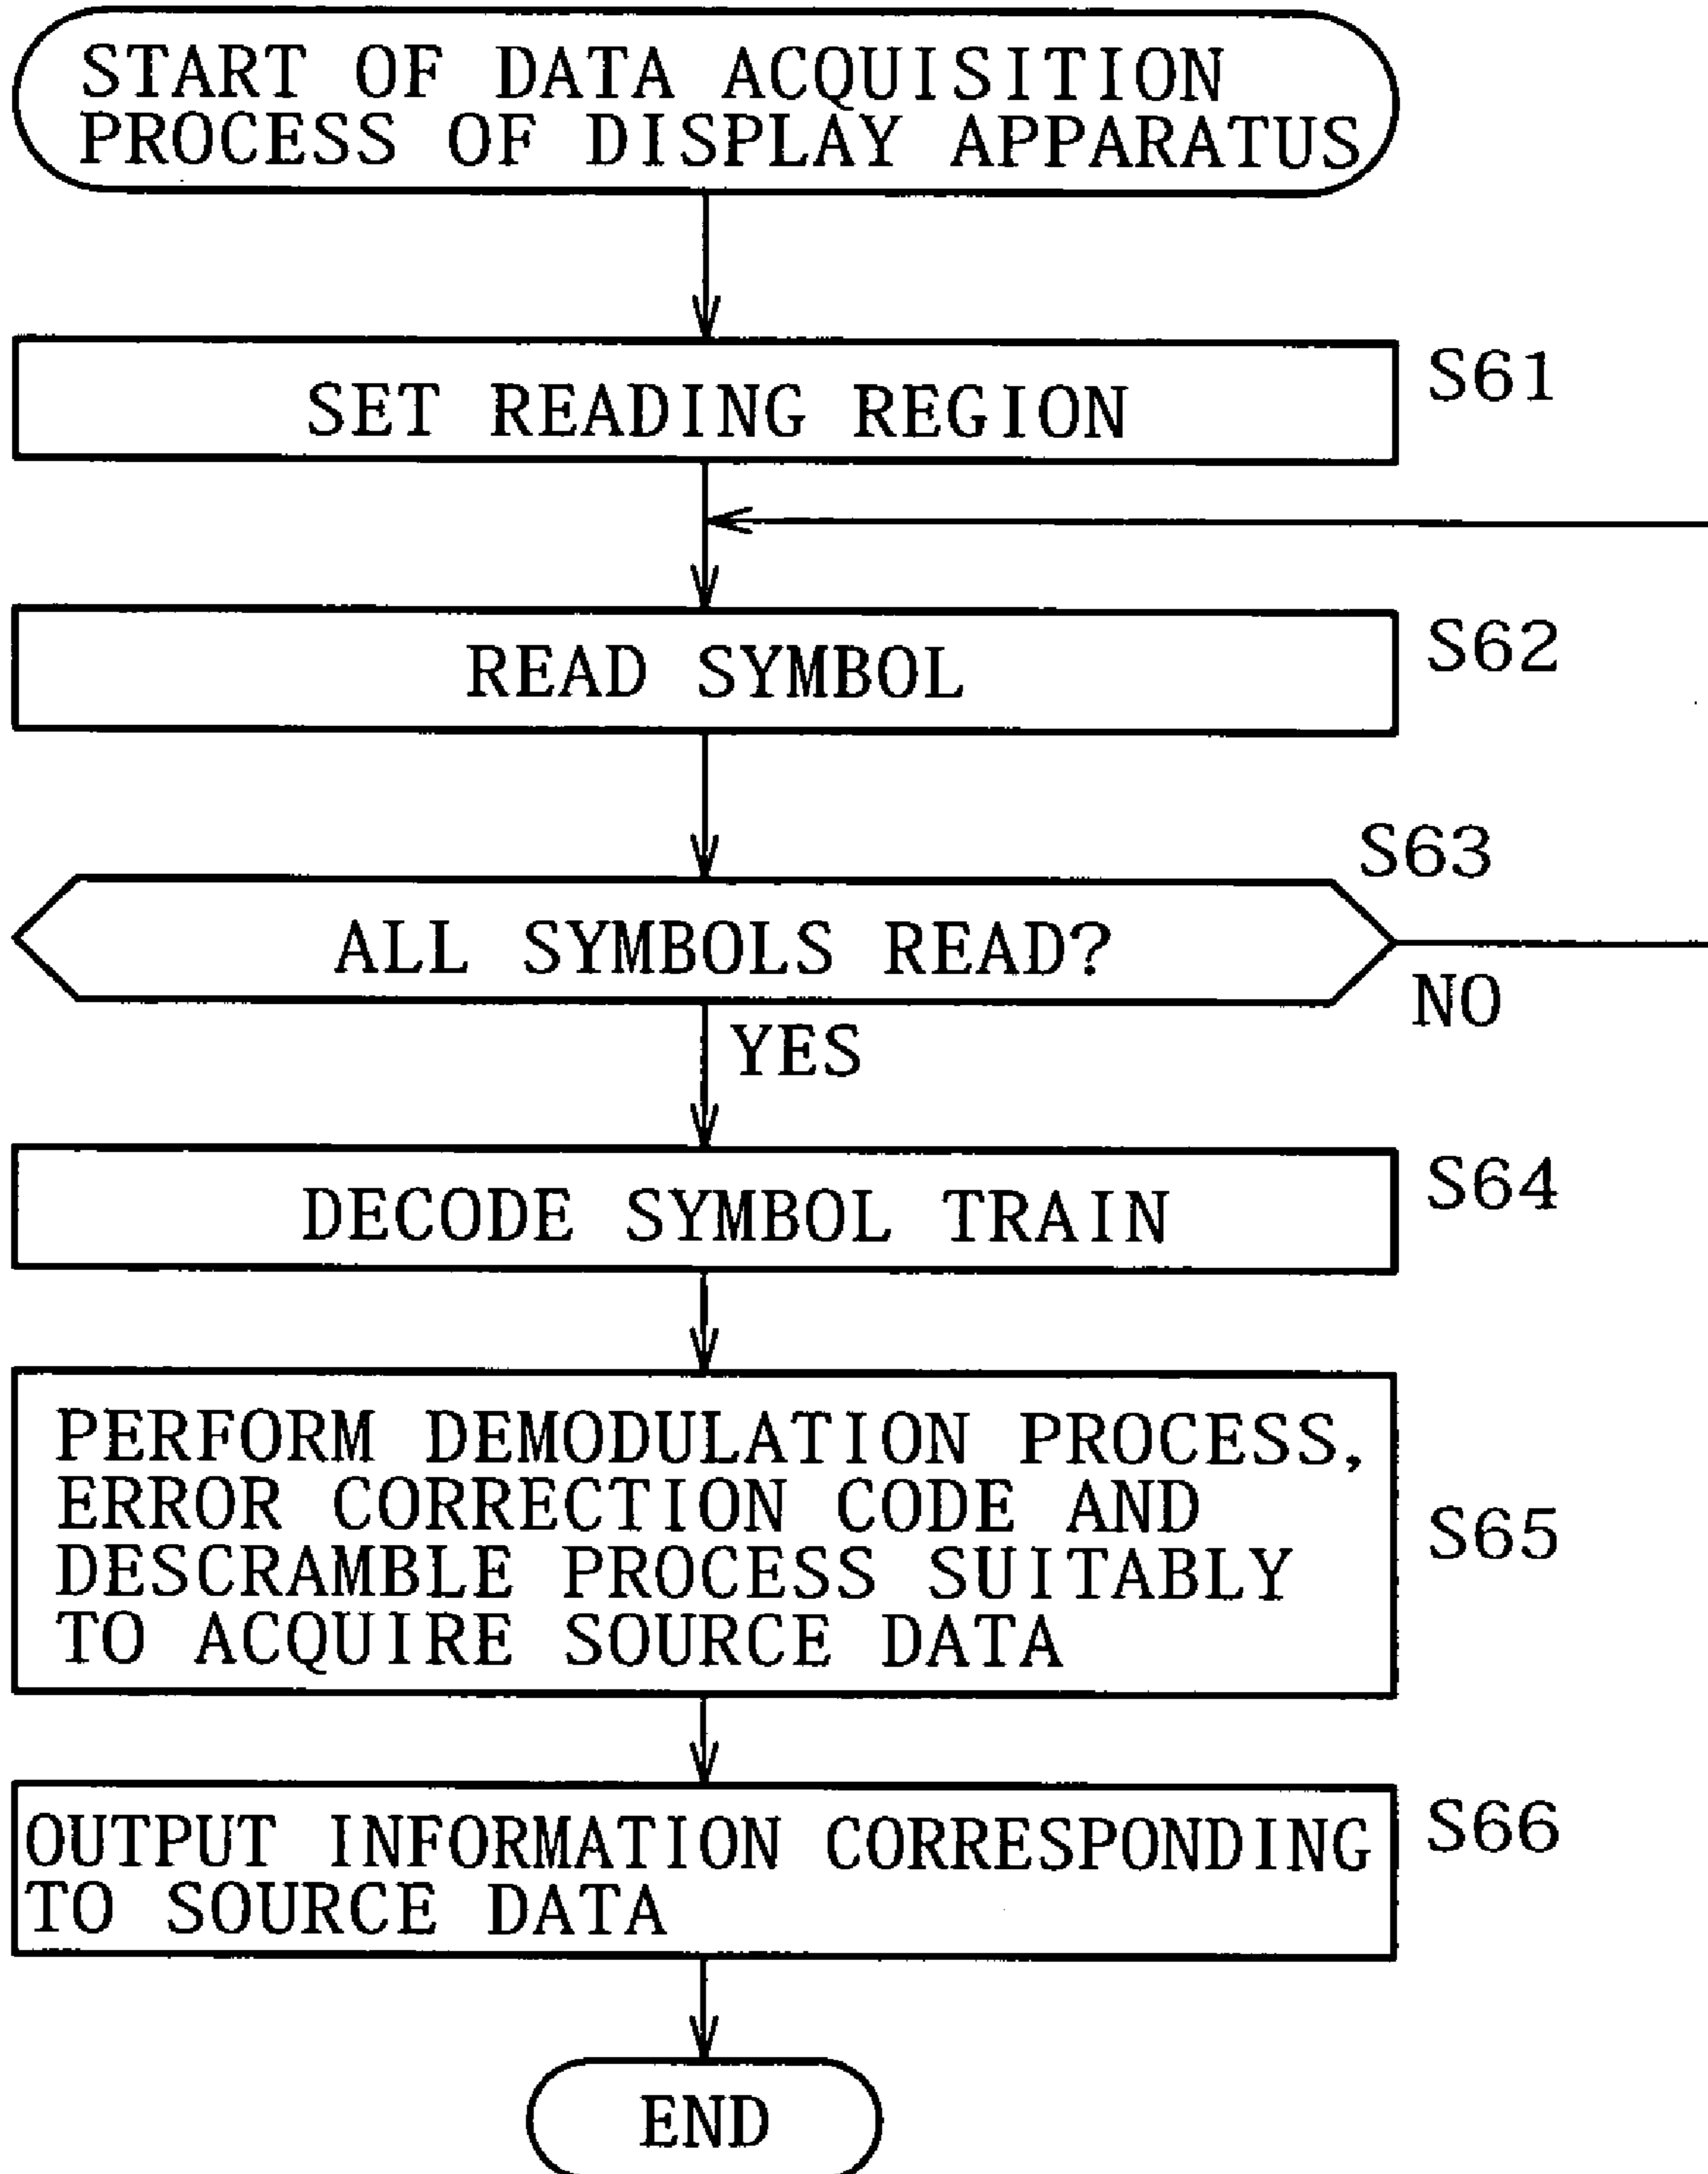 START OF DATA ACQUISITION
PROCESS OF DISPLAY APPARATUS
SET READING REGION
S61
READ SYMBOL
S62
S63
ALL SYMBOLS READ?
NO
YES
DECODE SYMBOL TRAIN
S64
PERFORM DEMODULATION PROCESS,
ERROR CORRECTION CODE AND
DESCRAMBLE PROCESS SUITABLY
TO ACQUIRE SOURCE DATA
S65
OUTPUT INFORMATION CORRESPONDING
TO SOURCE DATA
S66
END